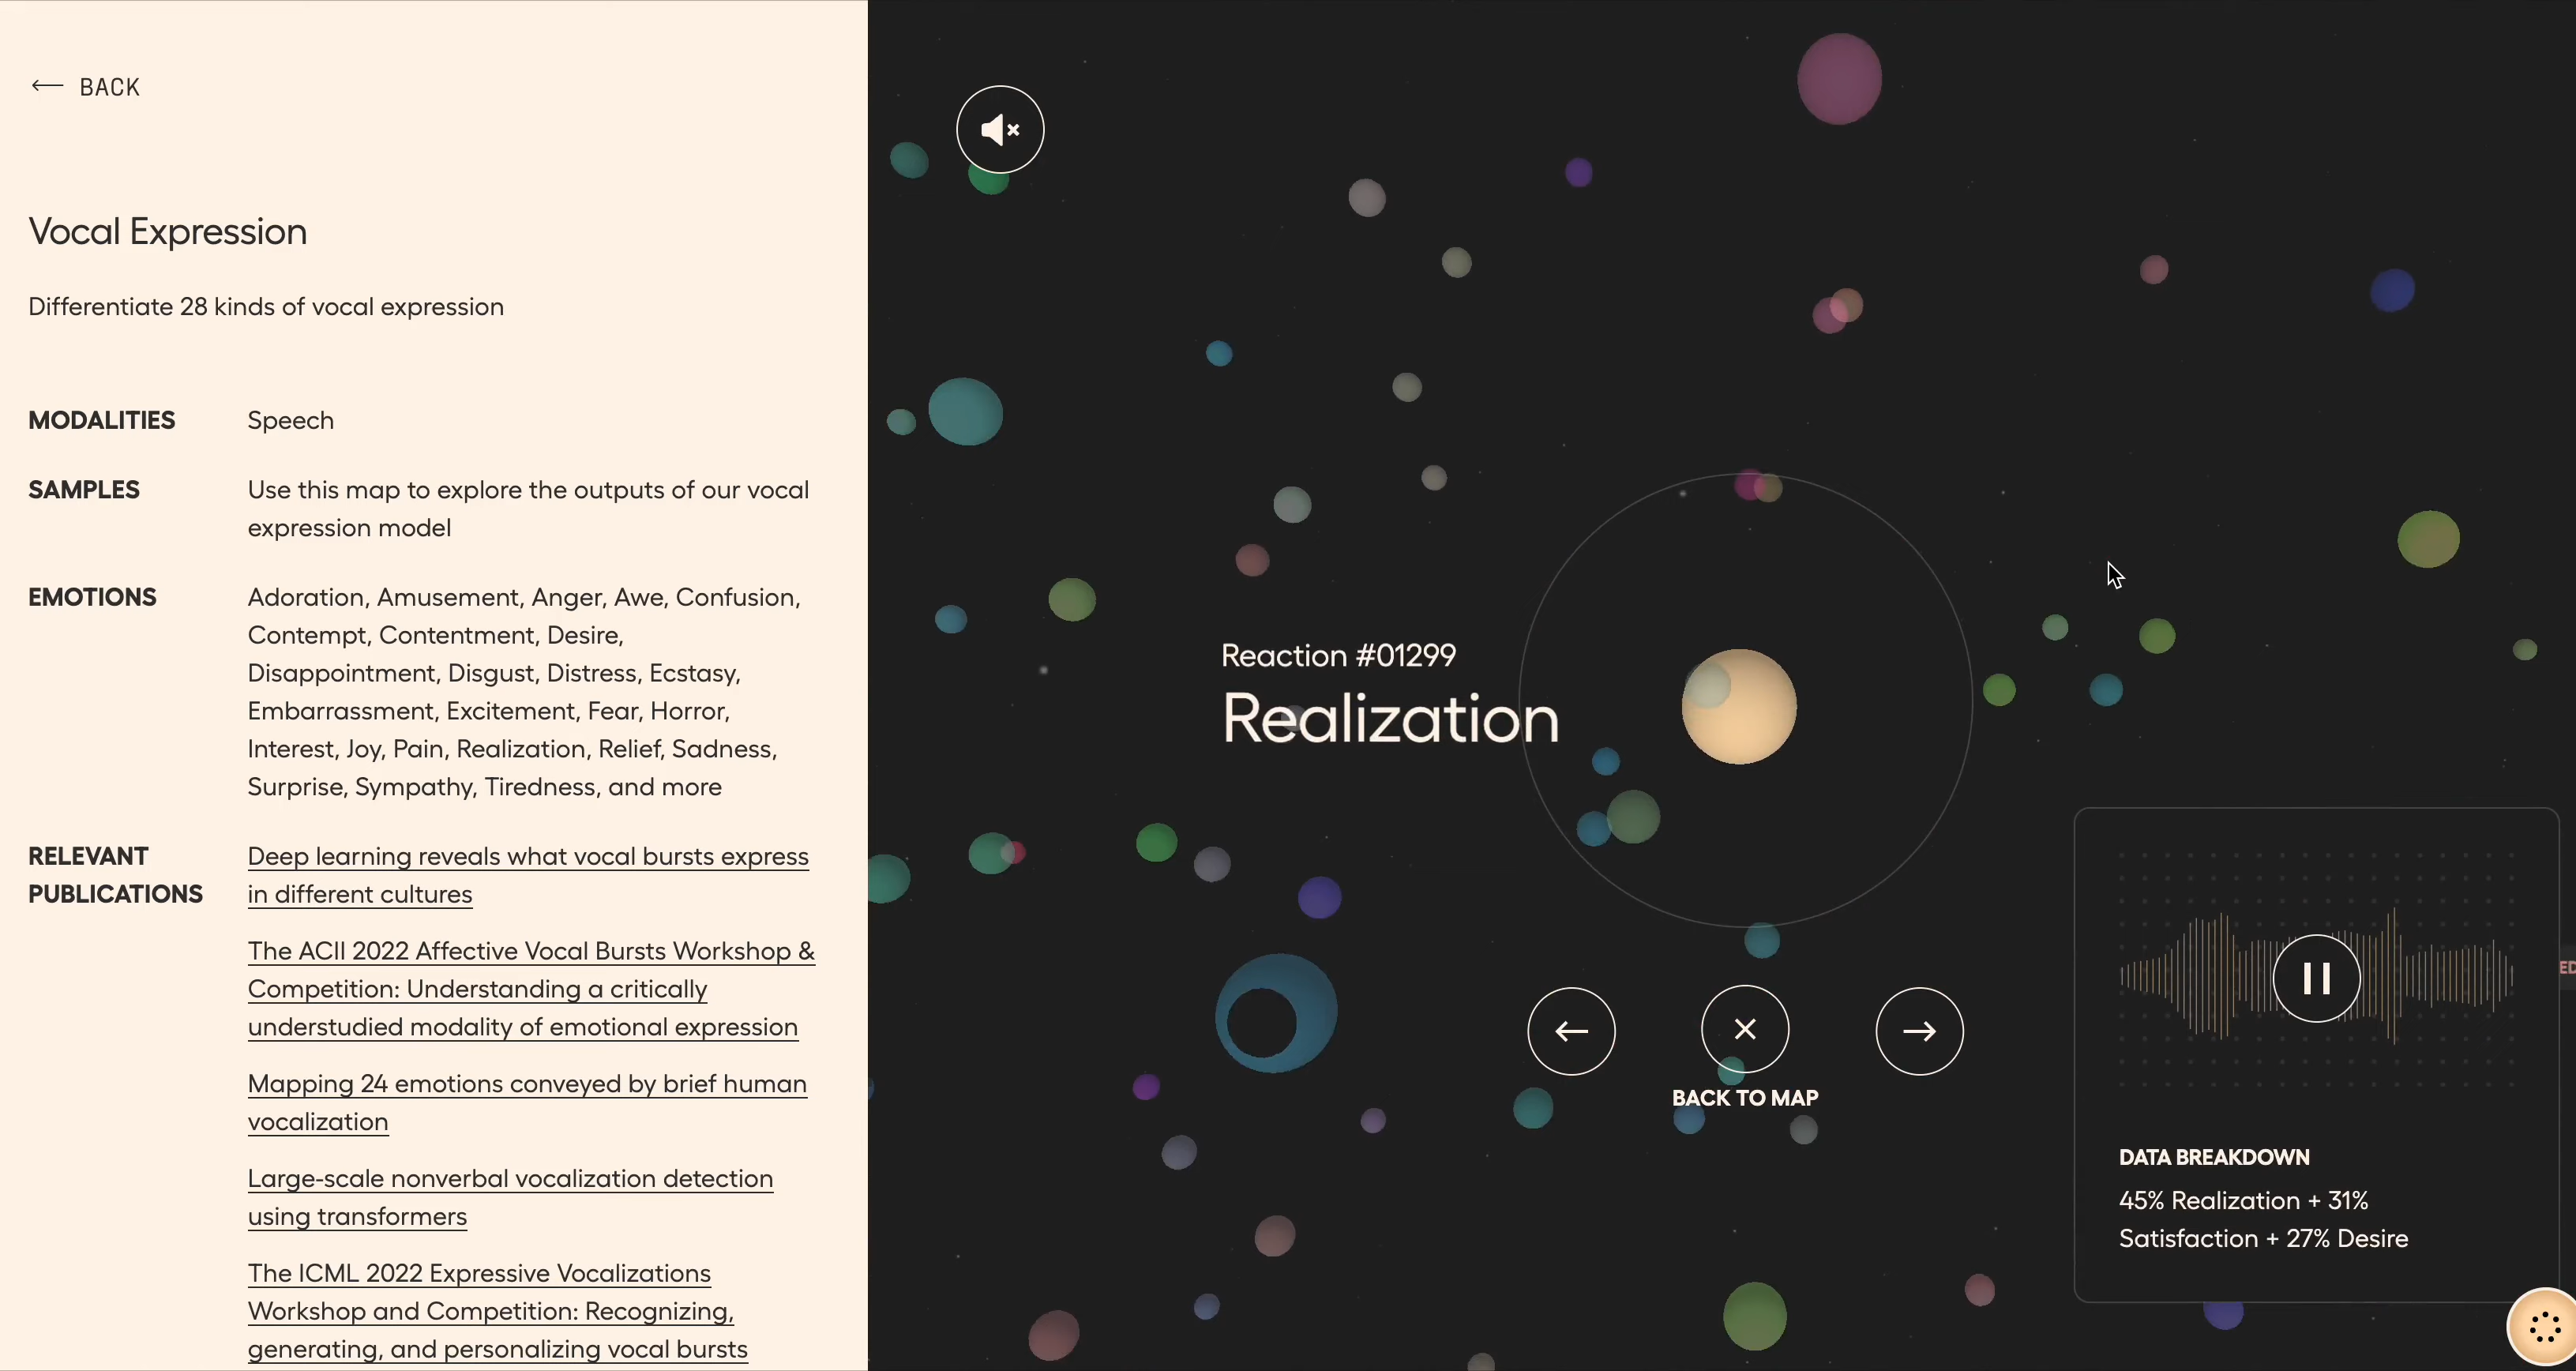 ← BACK
Vocal Expression
Differentiate 28 kinds of vocal expression
MODALITIES
Speech
SAMPLES
Use this map to explore the outputs of our vocal
expression model
EMOTIONS
Adoration, Amusement, Anger, Awe, Confusion,
Contempt, Contentment, Desire,
Disappointment, Disgust, Distress, Ecstasy,
Embarrassment, Excitement, Fear, Horror,
Interest, Joy, Pain, Realization, Relief, Sadness,
Surprise, Sympathy, Tiredness, and more
RELEVANT
PUBLICATIONS
Deep learning reveals what vocal bursts express
in different cultures
The ACII 2022 Affective Vocal Bursts Workshop &
Competition: Understanding a critically
understudied modality of emotional expression
Mapping 24 emotions conveyed by brief human
vocalization
Large-scale nonverbal vocalization detection
using transformers
The ICML 2022 Expressive Vocalizations
Workshop and Competition: Recognizing,
generating, and personalizing vocal bursts
Reaction #01299
Realization
BACK TO MAP
DATA BREAKDOWN
45% Realization + 31%
Satisfaction + 27% Desire